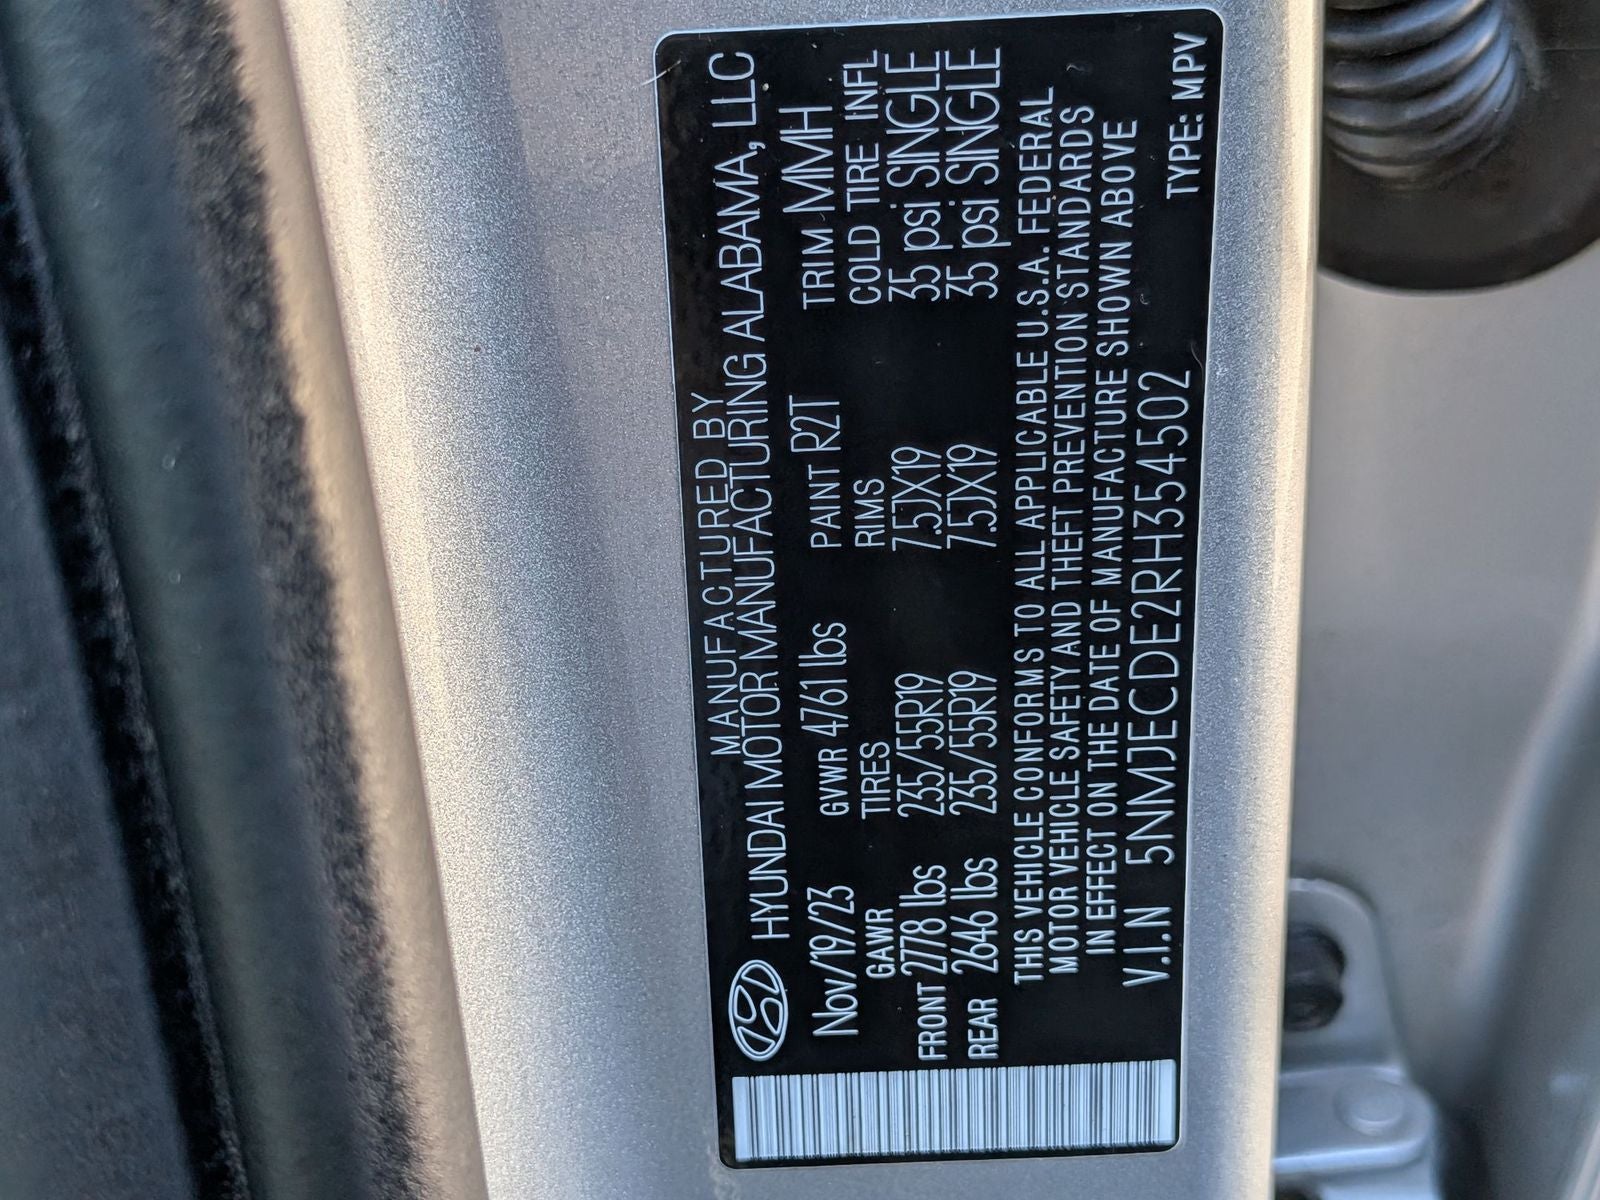 MANUFACTURED BY
HYUNDAI MOTOR MANUFACTURING ALABAMA, LLC
Nov/19/23 GVWR 4761 lbs PAINT R2T TRIM MMH
GAWR TIRES RIMS COLD TIRE INFL
FRONT 2778 lbs 235/55R19 7.5JX19 35 psi SINGLE
REAR 2646 lbs 235/55R19 7.5JX19 35 psi SINGLE
THIS VEHICLE CONFORMS TO ALL APPLICABLE U.S.A. FEDERAL
MOTOR VEHICLE SAFETY AND THEFT PREVENTION STANDARDS
IN EFFECT ON THE DATE OF MANUFACTURE SHOWN ABOVE
V.I.N 5NMJECDE2RH354502 TYPE: MPV